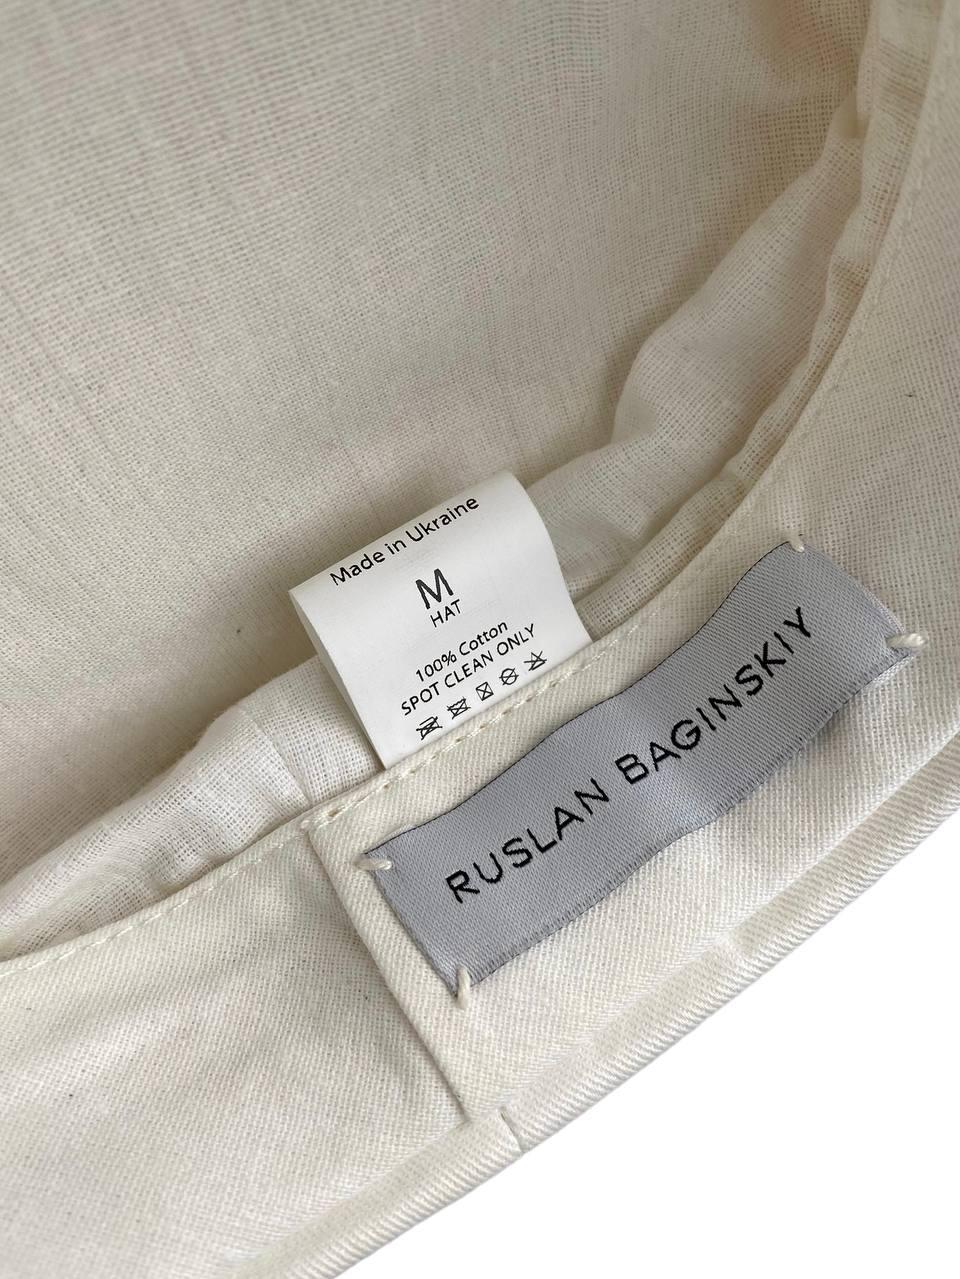 Made in Ukraine
M
HAT
100% Cotton
SPOT CLEAN ONLY
RUSLAN BAGINSKIY